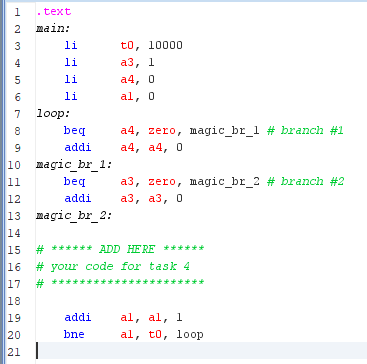 1 .text
2 main:
3 li t0, 10000
4 li a3, 1
5 li a4, 0
6 li a1, 0
7 loop:
8 beq a4, zero, magic_br_1 # branch #1
9 addi a4, a4, 0
10 magic_br_1:
11 beq a3, zero, magic_br_2 # branch #2
12 addi a3, a3, 0
13 magic_br_2:
14
15 # ****** ADD HERE ******
16 # your code for task 4
17 # **********************
18
19 addi a1, a1, 1
20 bne a1, t0, loop
21